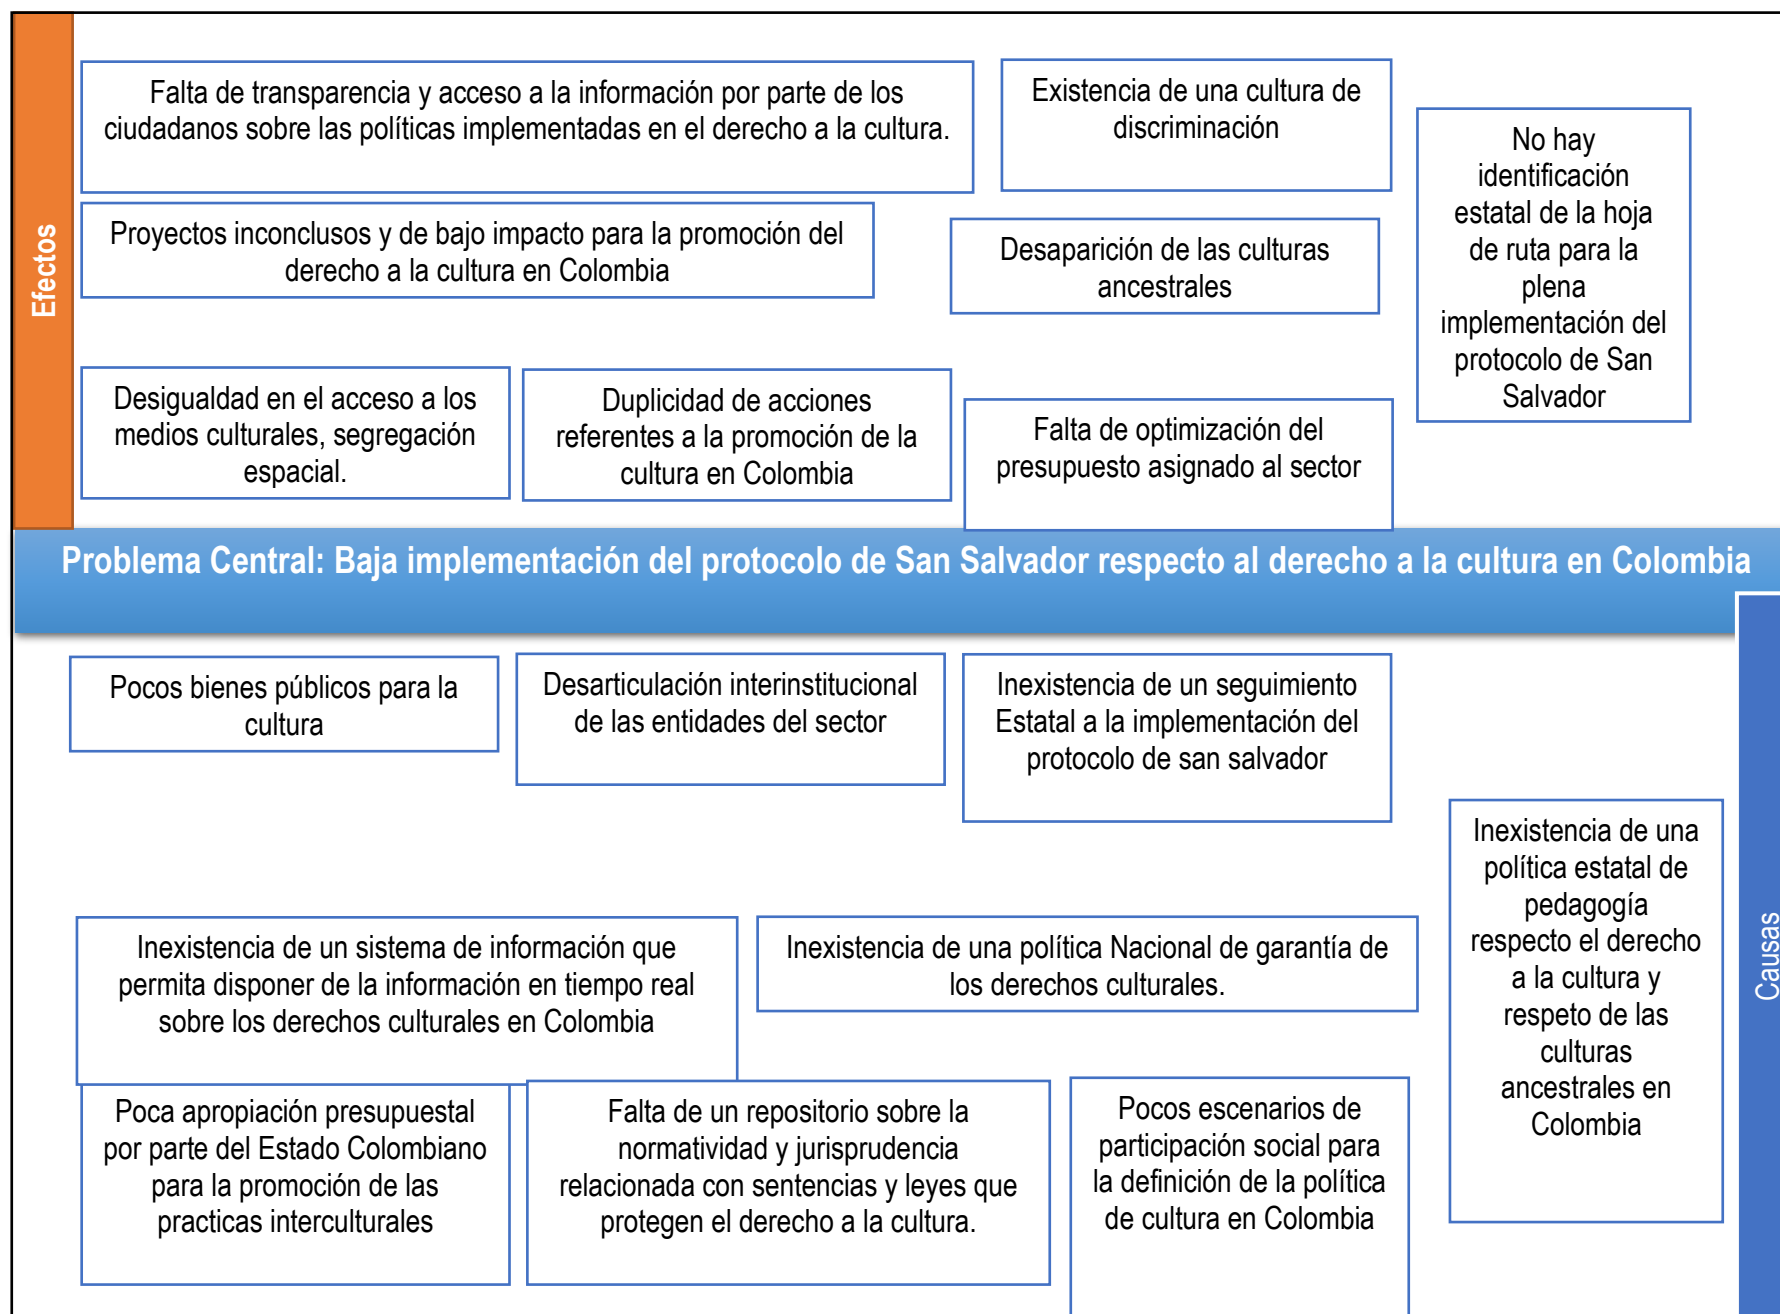 Efectos
Falta de transparencia y acceso a la información por parte de los
ciudadanos sobre las políticas implementadas en el derecho a la cultura.
Existencia de una cultura de
discriminación
No hay
identificación
estatal de la hoja
de ruta para la
plena
implementación del
protocolo de San
Salvador
Proyectos inconclusos y de bajo impacto para la promoción del
derecho a la cultura en Colombia
Desaparición de las culturas
ancestrales
Desigualdad en el acceso a los
medios culturales, segregación
espacial.
Duplicidad de acciones
referentes a la promoción de la
cultura en Colombia
Falta de optimización del
presupuesto asignado al sector
Problema Central: Baja implementación del protocolo de San Salvador respecto al derecho a la cultura en Colombia
Pocos bienes públicos para la
cultura
Desarticulación interinstitucional
de las entidades del sector
Inexistencia de un seguimiento
Estatal a la implementación del
protocolo de san salvador
Inexistencia de una
política estatal de
pedagogía
respecto el derecho
a la cultura y
respeto de las
culturas
ancestrales en
Colombia
Causas
Inexistencia de un sistema de información que
permita disponer de la información en tiempo real
sobre los derechos culturales en Colombia
Inexistencia de una política Nacional de garantía de
los derechos culturales.
Poca apropiación presupuestal
por parte del Estado Colombiano
para la promoción de las
practicas interculturales
Falta de un repositorio sobre la
normatividad y jurisprudencia
relacionada con sentencias y leyes que
protegen el derecho a la cultura.
Pocos escenarios de
participación social para
la definición de la política
de cultura en Colombia